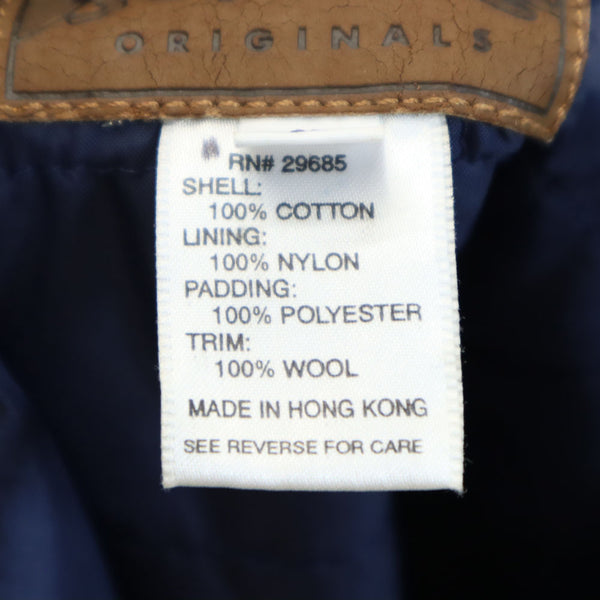 ORIGINALS
RN# 29685
SHELL:
100% COTTON
LINING:
100% NYLON
PADDING:
100% POLYESTER
TRIM:
100% WOOL
MADE IN HONG KONG
SEE REVERSE FOR CARE